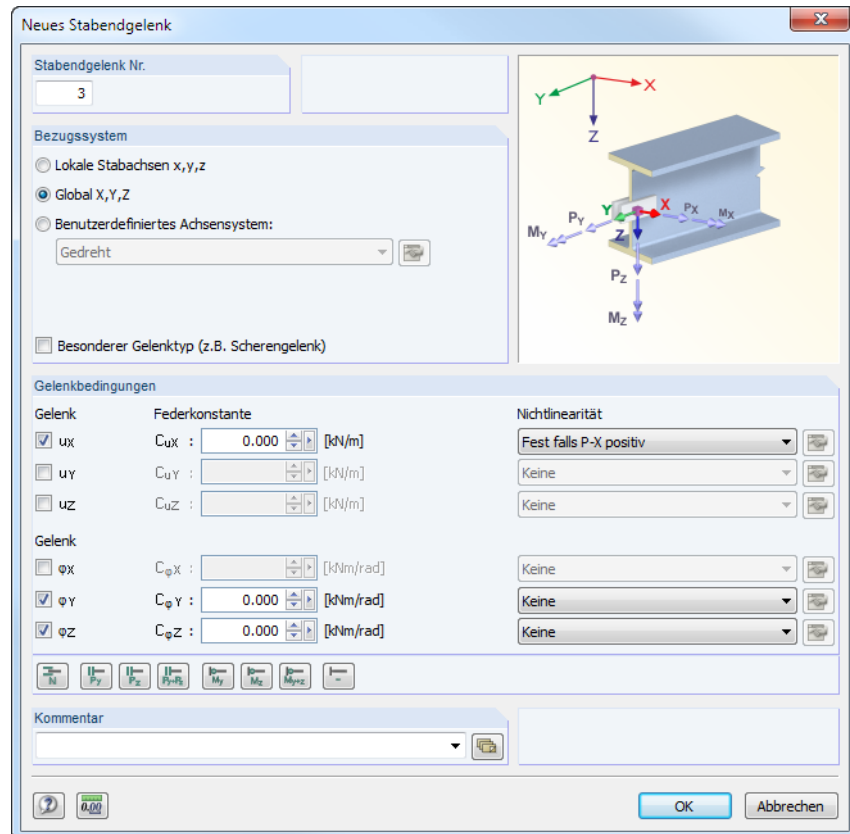 Neues Stabendgelenk
Stabendgelenk Nr.
3
Bezugssystem
Lokale Stabachsen x,y,z
Global X,Y,Z
Benutzerdefiniertes Achsensystem:
Gedreht
Besonderer Gelenktyp (z.B. Scherengelenk)
X
Y
Z
Y
X
Z
PX
MX
PY
MY
PZ
MZ
Gelenkbedingungen
Gelenk Federkonstante Nichtlinearität
uX CuX : 0.000 [kN/m] Fest falls P-X positiv
uY CuY : [kN/m] Keine
uZ CuZ : [kN/m] Keine
Gelenk
φX CφX : [kNm/rad] Keine
φY CφY : 0.000 [kNm/rad] Keine
φZ CφZ : 0.000 [kNm/rad] Keine
N Py Pz Py+Pz My Mz My+z -
Kommentar
0.00
OK Abbrechen